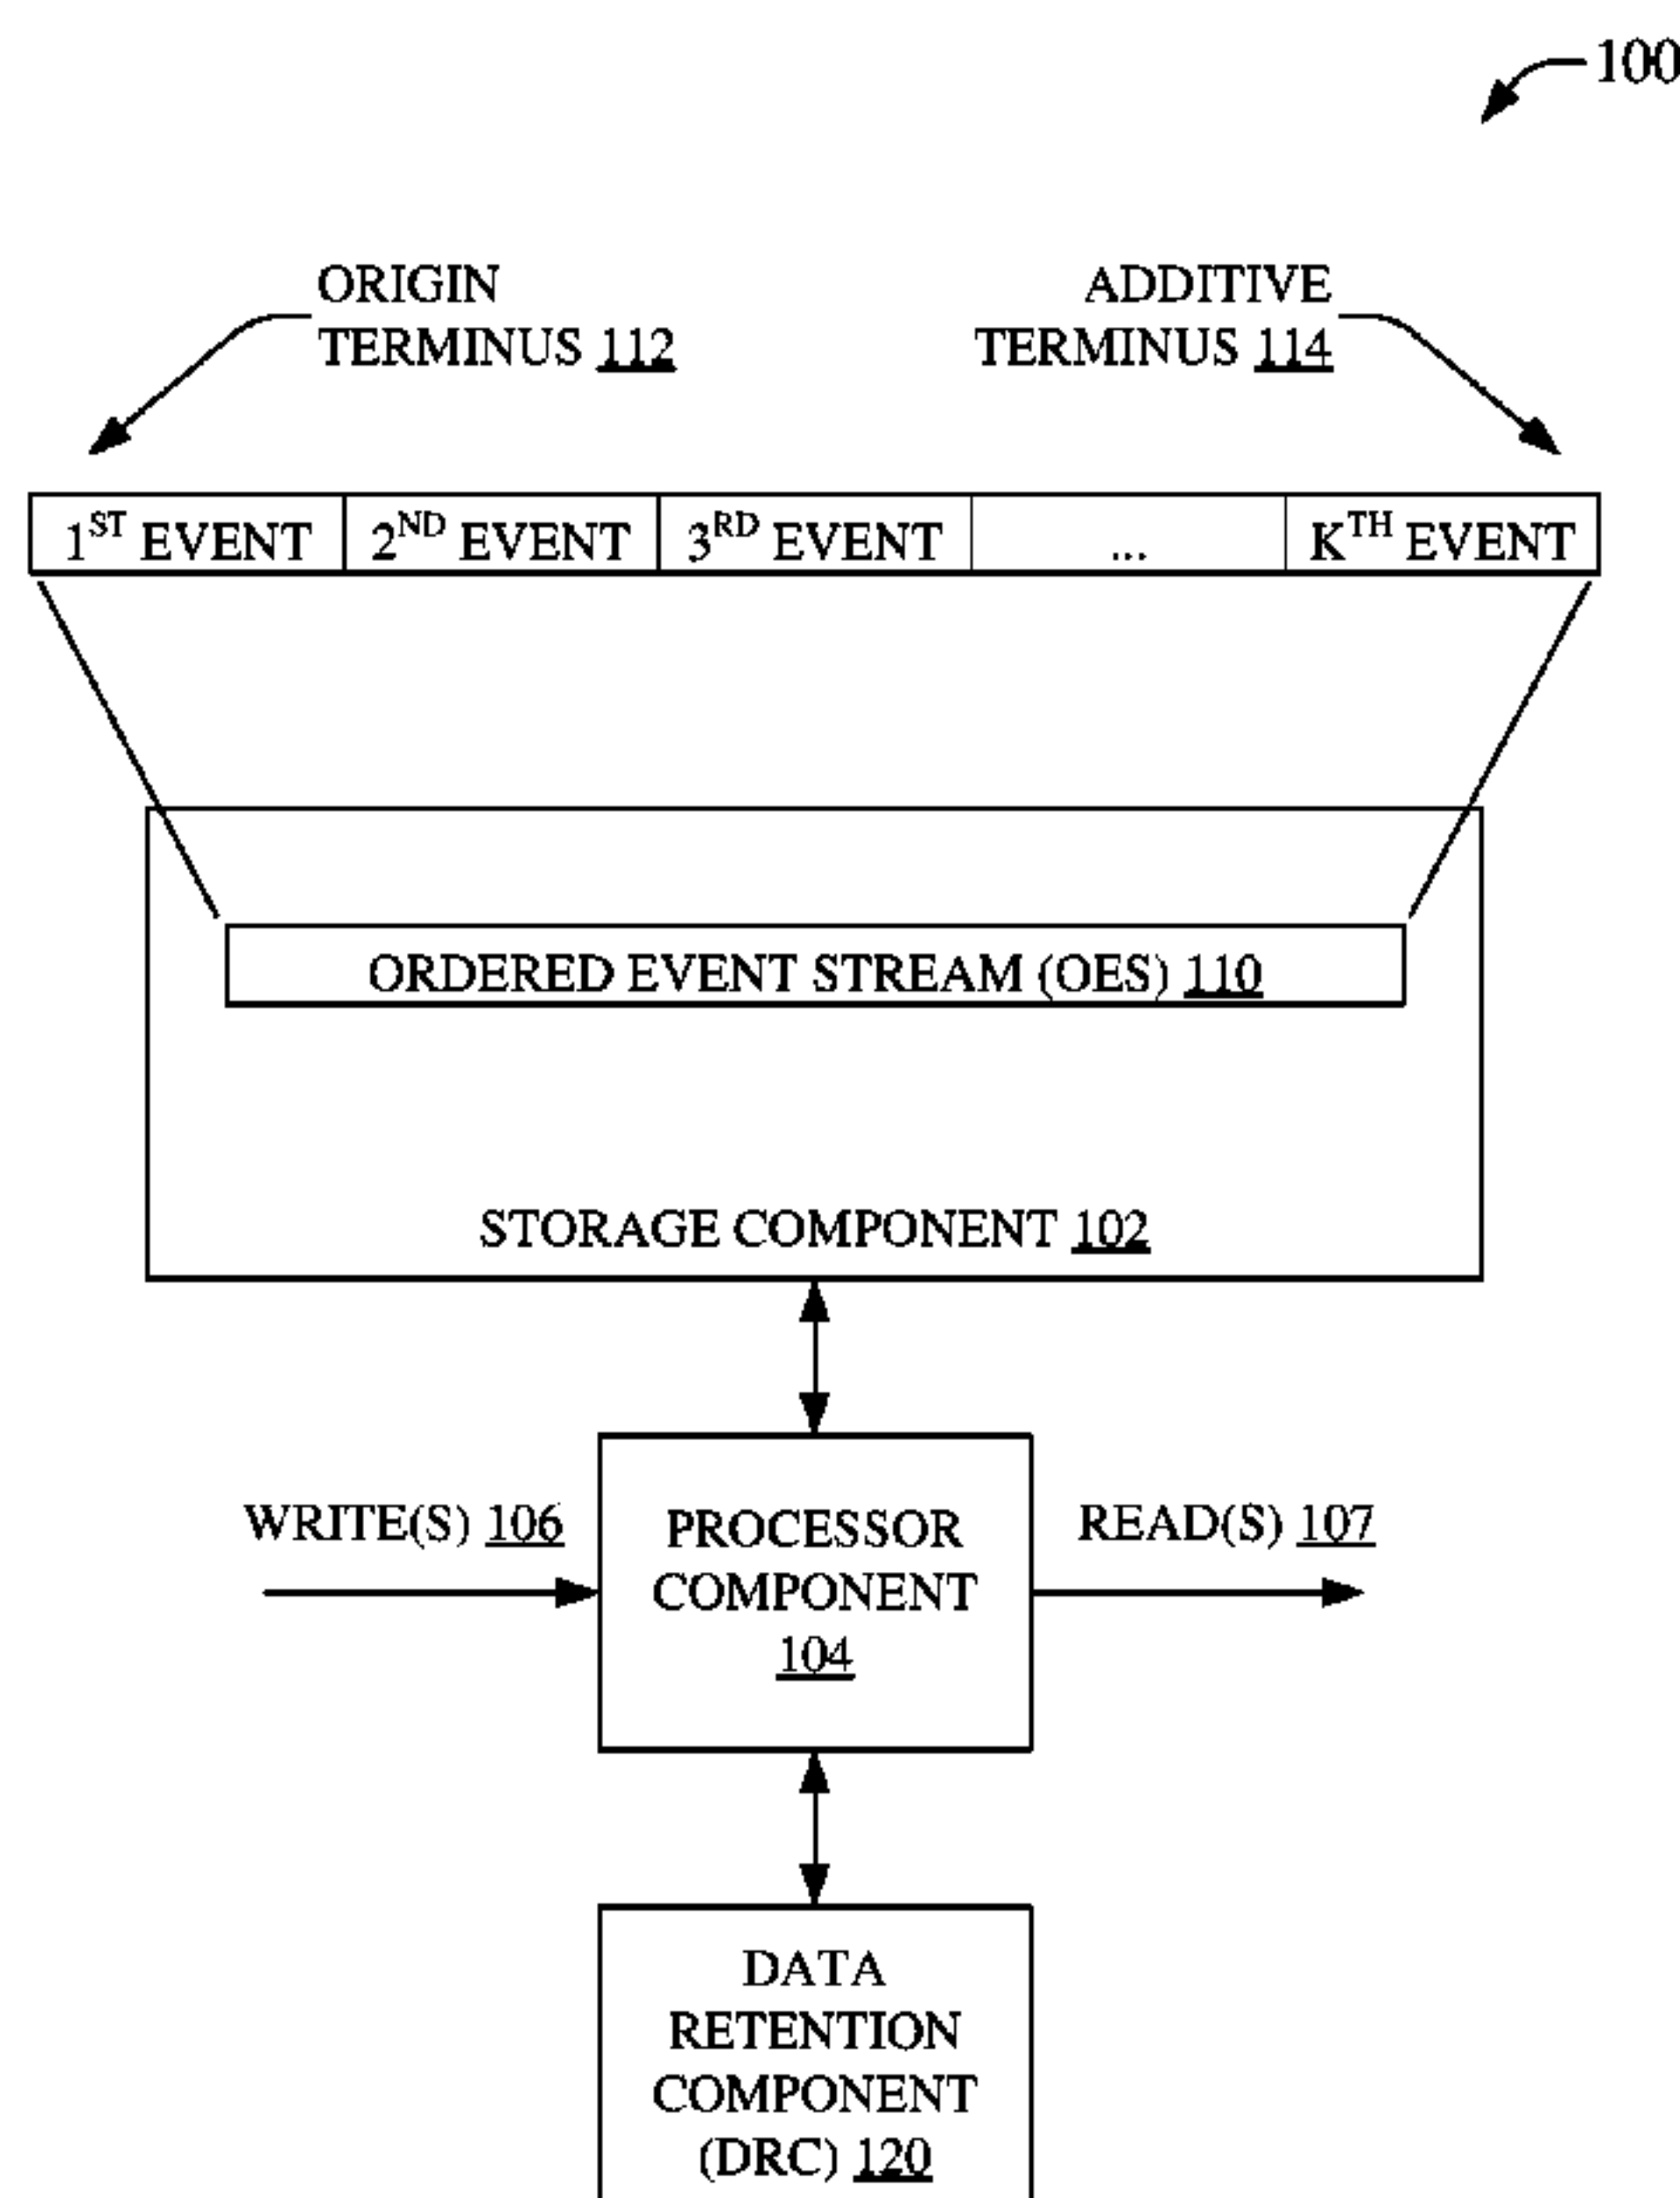 100
ORIGIN
TERMINUS 112
ADDITIVE
TERMINUS 114
1ST EVENT
2ND EVENT
3RD EVENT
...
KTH EVENT
ORDERED EVENT STREAM (OES) 110
STORAGE COMPONENT 102
WRITE(S) 106
PROCESSOR
COMPONENT
104
READ(S) 107
DATA
RETENTION
COMPONENT
(DRC) 120